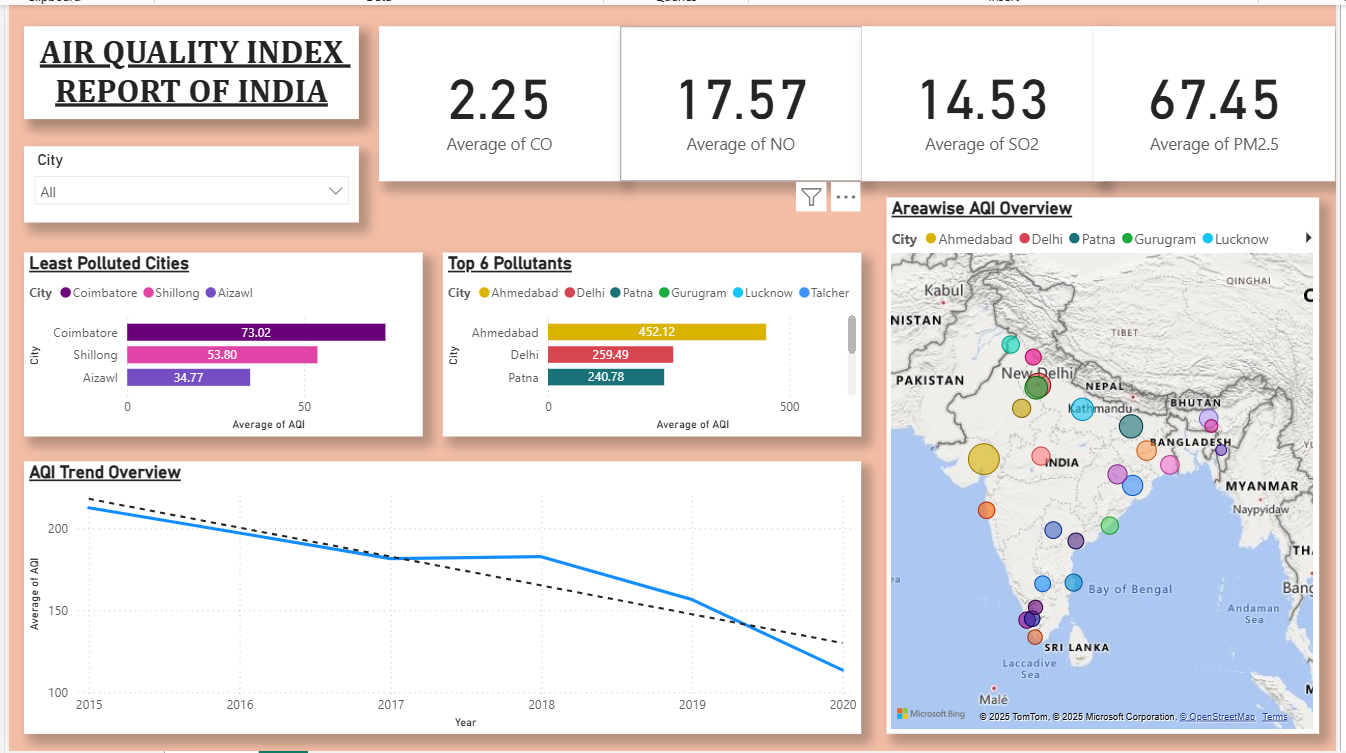 AIR QUALITY INDEX
REPORT OF INDIA
2.25
Average of CO
17.57
Average of NO
14.53
Average of SO2
67.45
Average of PM2.5
City
All
Least Polluted Cities
City Coimbatore Shillong Aizawl
City
Coimbatore 73.02
Shillong 53.80
Aizawl 34.77
0 50
Average of AQI
Top 6 Pollutants
City Ahmedabad Delhi Patna Gurugram Lucknow Talcher
City
Ahmedabad 452.12
Delhi 259.49
Patna 240.78
0 500
Average of AQI
AQI Trend Overview
Average of AQI
200
150
100
2015 2016 2017 2018 2019 2020
Year
Areawise AQI Overview
City Ahmedabad Delhi Patna Gurugram Lucknow
QINGHAI
Kabul
NISTAN
TIBET
New Delhi
PAKISTAN
NEPAL
BHUTAN
Kathmandu
BANGLADESH
INDIA
MYANMAR
Naypyidaw
THA
Bang
Bay of Bengal
Andaman
Sea
SRI LANKA
Laccadive
Sea
Malé
Microsoft Bing
© 2025 TomTom, © 2025 Microsoft Corporation, © OpenStreetMap Terms